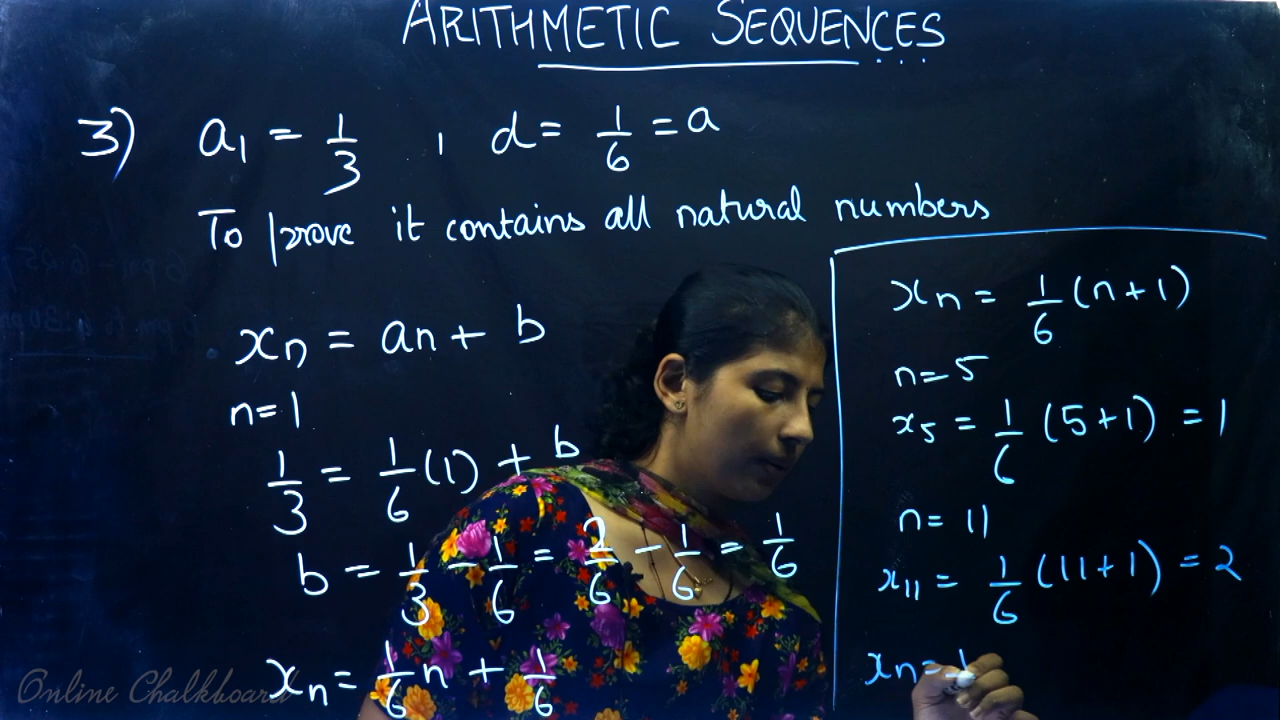 ARITHMETIC SEQUENCES
3) a₁ = 1/3 , d = 1/6 = a
To prove it contains all natural numbers
xₙ = an + b
n = 1
1/3 = 1/6 (1) + b
b = 1/3 - 1/6 = 2/6 - 1/6 = 1/6
xₙ = 1/6 n + 1/6
xₙ = 1/6 (n + 1)
n = 5
x₅ = 1/6 (5 + 1) = 1
n = 11
x₁₁ = 1/6 (11 + 1) = 2
xₙ = 1
Online Chalkboard